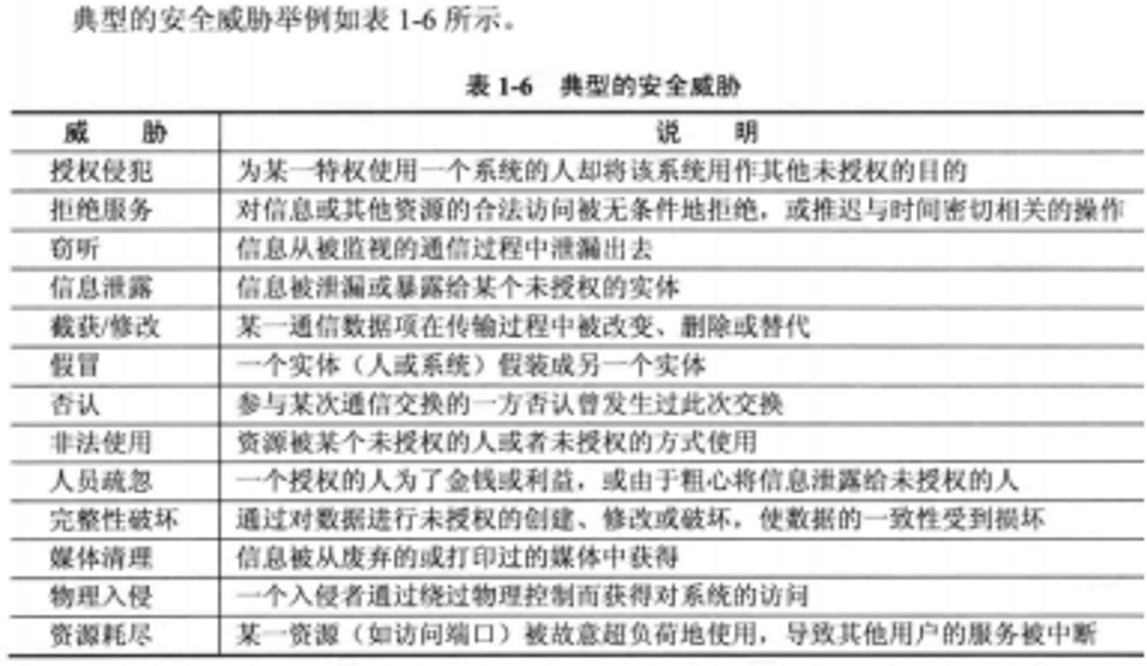 典型的安全威胁举例如表 1-6 所示。
表 1-6 典型的安全威胁
威 胁 说 明
授权侵犯 为某一特权使用一个系统的人却将该系统用作其他未授权的目的
拒绝服务 对信息或其他资源的合法访问被无条件地拒绝，或推迟与时间密切相关的操作
窃听 信息从被监视的通信过程中泄漏出去
信息泄露 信息被泄漏或暴露给某个未授权的实体
截获/修改 某一通信数据项在传输过程中被改变、删除或替代
假冒 一个实体（人或系统）假装成另一个实体
否认 参与某次通信交换的一方否认曾发生过此次交换
非法使用 资源被某个未授权的人或者未授权的方式使用
人员疏忽 一个授权的人为了金钱或利益，或由于粗心将信息泄露给未授权的人
完整性破坏 通过对数据进行未授权的创建、修改或破坏，使数据的一致性受到损坏
媒体清理 信息被从废弃的或打印过的媒体中获得
物理入侵 一个入侵者通过绕过物理控制而获得对系统的访问
资源耗尽 某一资源（如访问端口）被故意超负荷地使用，导致其他用户的服务被中断